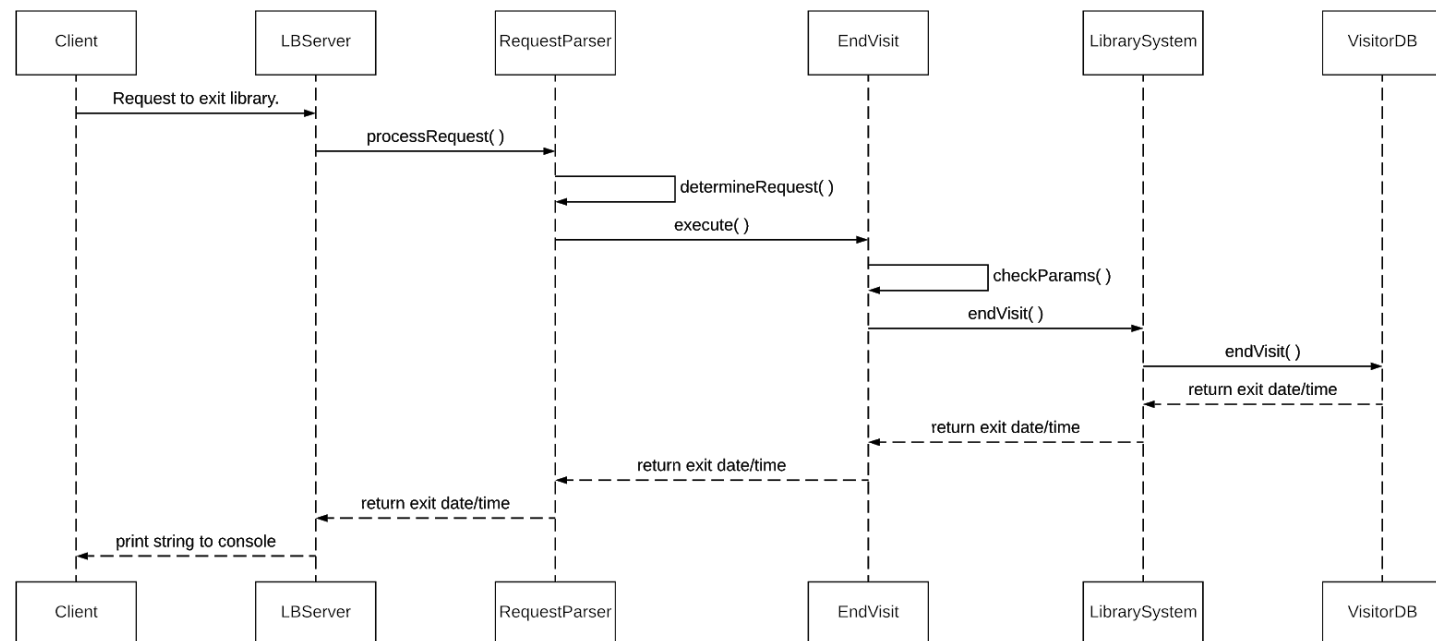 Client
LBServer
RequestParser
EndVisit
LibrarySystem
VisitorDB
Request to exit library.
processRequest( )
determineRequest( )
execute( )
checkParams( )
endVisit( )
endVisit( )
return exit date/time
return exit date/time
return exit date/time
return exit date/time
print string to console
Client
LBServer
RequestParser
EndVisit
LibrarySystem
VisitorDB